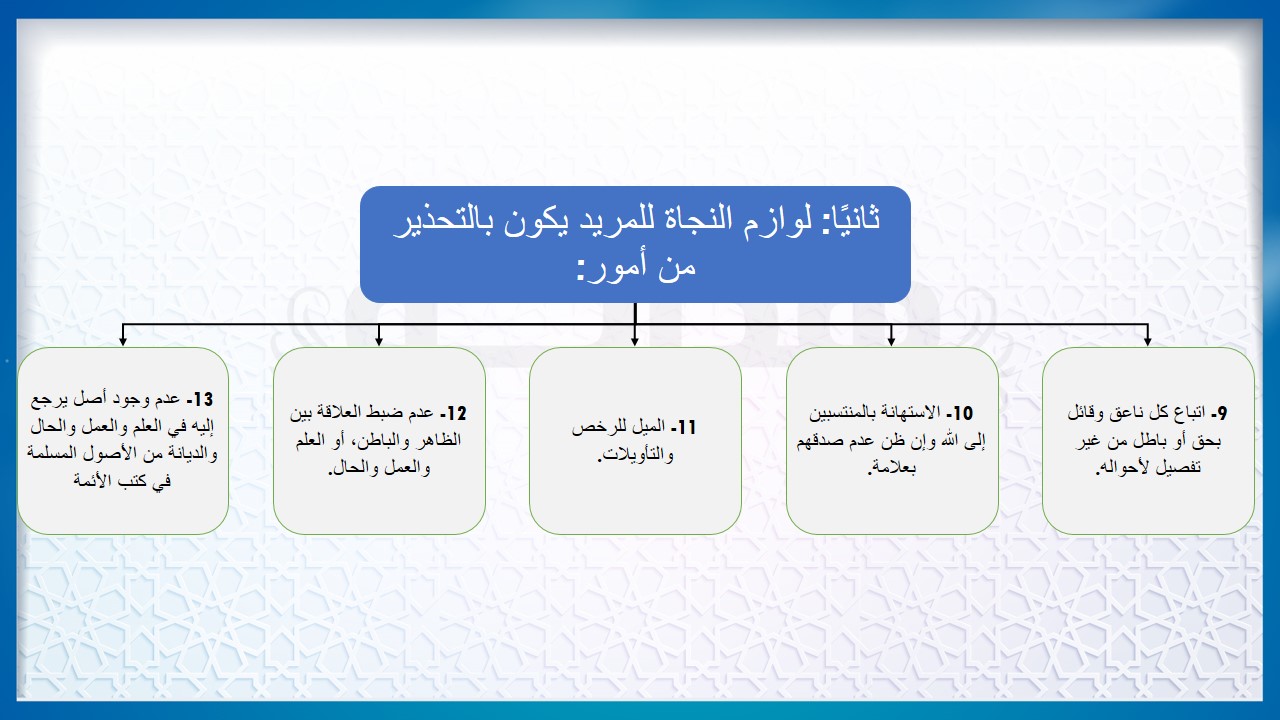 ثانيًا: لوازم النجاة للمريد يكون بالتحذير
من أمور:
9- اتباع كل ناعق وقائل
بحق أو باطل من غير
تفصيل لأحواله.
10- الاستهانة بالمنتسبين
إلى الله وإن ظن عدم صدقهم
بعلامة.
11- الميل للرخص
والتأويلات.
12- عدم ضبط العلاقة بين
الظاهر والباطن، أو العلم
والعمل والحال.
13- عدم وجود أصل يرجع
إليه في العلم والعمل والحال
والديانة من الأصول المسلمة
في كتب الأئمة